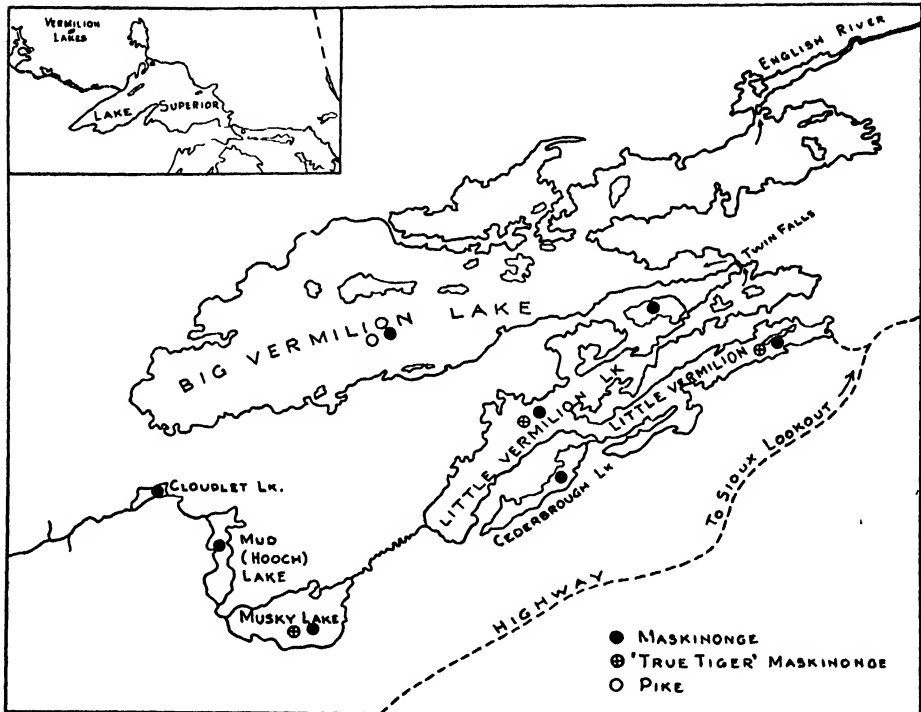 VERMILION
LAKES
LAKE SUPERIOR
ENGLISH RIVER
TWIN FALLS
BIG VERMILION LAKE
LITTLE VERMILION LK
LITTLE VERMILION
CEDERBROUGH LK
CLOUDLET LK.
MUD
(HOOCH)
LAKE
MUSKY LAKE
TO SIOUX LOOKOUT
HIGHWAY
MASKINONGE
'TRUE TIGER' MASKINONGE
PIKE